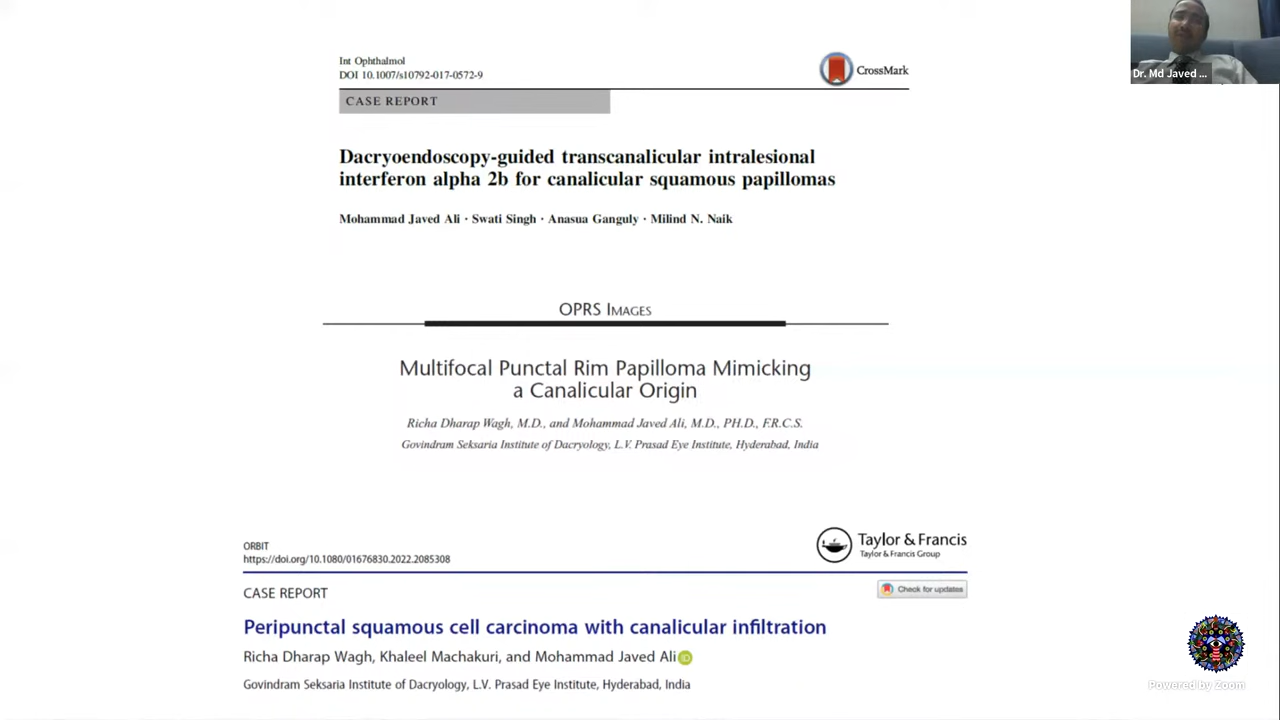 Int Ophthalmol
DOI 10.1007/s10792-017-0572-9
CrossMark
CASE REPORT
Dacryoendoscopy-guided transcanalicular intralesional
interferon alpha 2b for canalicular squamous papillomas
Mohammad Javed Ali · Swati Singh · Anasua Ganguly · Milind N. Naik
Dr. Md Javed ...
OPRS IMAGES
Multifocal Punctal Rim Papilloma Mimicking
a Canalicular Origin
Richa Dharap Wagh, M.D., and Mohammad Javed Ali, M.D., PH.D., F.R.C.S.
Govindram Seksaria Institute of Dacryology, L.V. Prasad Eye Institute, Hyderabad, India
ORBIT
https://doi.org/10.1080/01676830.2022.2085308
Taylor & Francis
Taylor & Francis Group
CASE REPORT
Check for updates
Peripunctal squamous cell carcinoma with canalicular infiltration
Richa Dharap Wagh, Khaleel Machakuri, and Mohammad Javed Ali iD
Govindram Seksaria Institute of Dacryology, L.V. Prasad Eye Institute, Hyderabad, India
Powered by Zoom